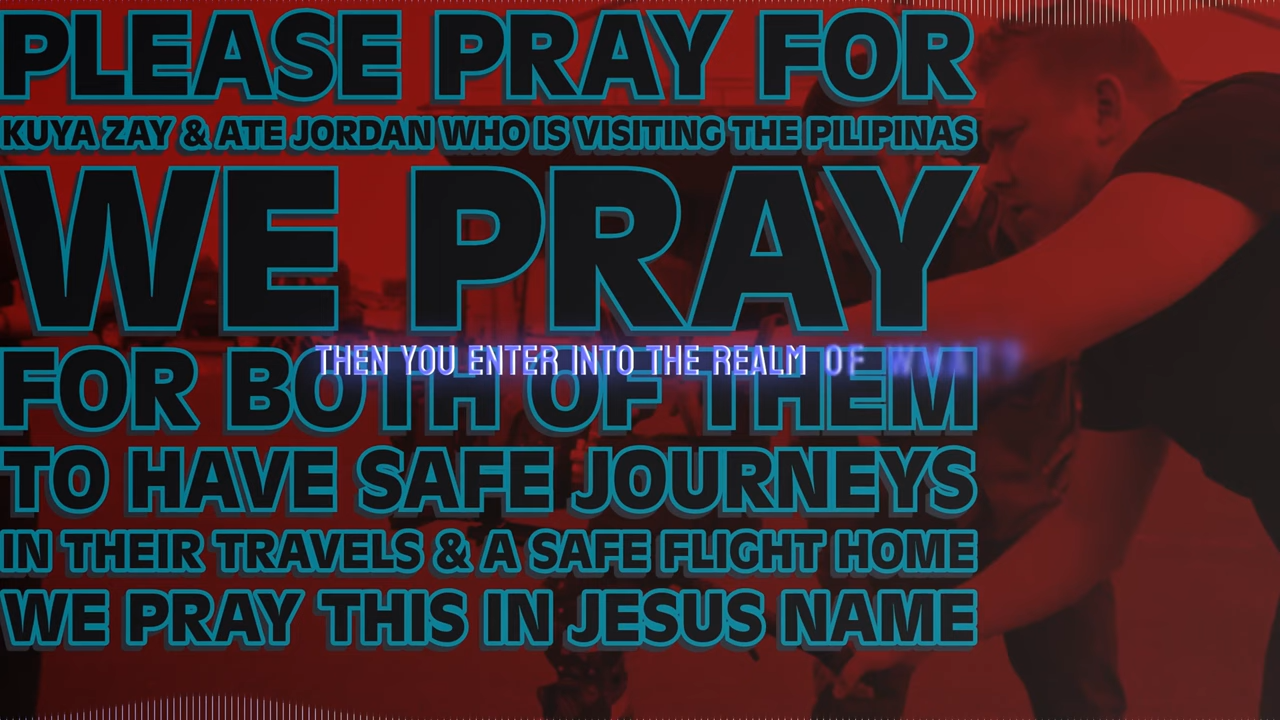 PLEASE PRAY FOR
KUYA ZAY & ATE JORDAN WHO IS VISITING THE PILIPINAS
WE PRAY
THEN YOU ENTER INTO THE REALM OF
FOR BOTH OF THEM
TO HAVE SAFE JOURNEYS
IN THEIR TRAVELS & A SAFE FLIGHT HOME
WE PRAY THIS IN JESUS NAME